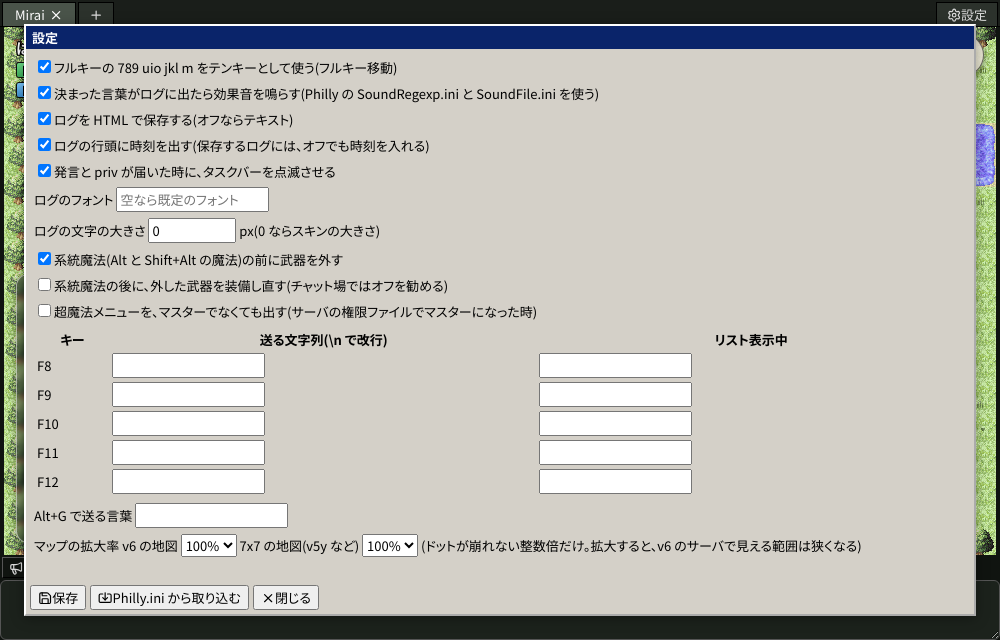 Mirai ×
+
設定
設定
フルキーの 789 uio jkl m をテンキーとして使う(フルキー移動)
決まった言葉がログに出たら効果音を鳴らす(Philly の SoundRegexp.ini と SoundFile.ini を使う)
ログを HTML で保存する(オフならテキスト)
ログの行頭に時刻を出す(保存するログには、オフでも時刻を入れる)
発言と priv が届いた時に、タスクバーを点滅させる
ログのフォント 空なら既定のフォント
ログの文字の大きさ 0 px(0 ならスキンの大きさ)
系統魔法(Alt と Shift+Alt の魔法)の前に武器を外す
系統魔法の後に、外した武器を装備し直す(チャット場ではオフを勧める)
超魔法メニューを、マスターでなくても出す(サーバの権限ファイルでマスターになった時)
キー 送る文字列(\n で改行) リスト表示中
F8
F9
F10
F11
F12
Alt+G で送る言葉
マップの拡大率 v6 の地図 100% 7x7 の地図(v5y など) 100% (ドットが崩れない整数倍だけ。拡大すると、v6 のサーバで見える範囲は狭くなる)
保存 Philly.ini から取り込む ×閉じる